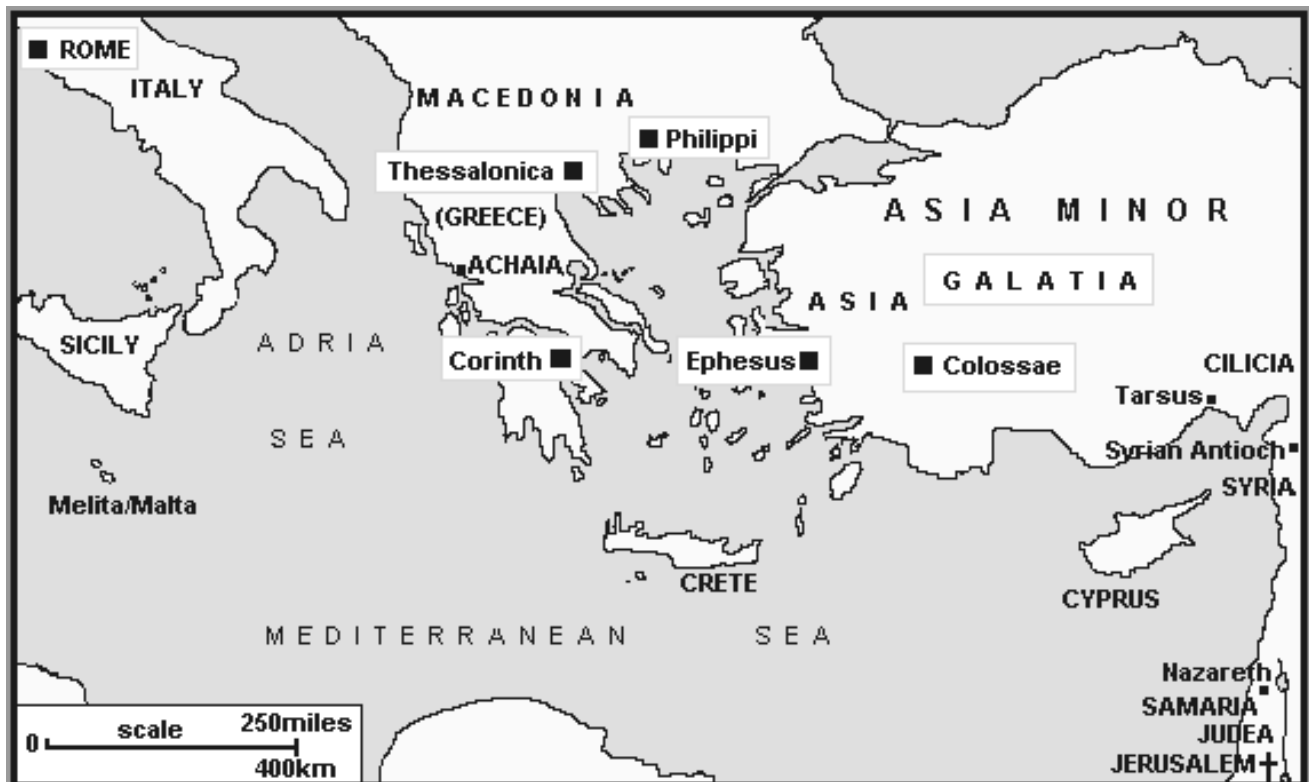 ROME
ITALY
MACEDONIA
Philippi
Thessalonica
(GREECE)
ASIA MINOR
ACHAIA
GALATIA
ASIA
SICILY
ADRIA
Corinth
Ephesus
Colossae
CILICIA
Tarsus
SEA
Syrian Antioch
SYRIA
Melita/Malta
CRETE
CYPRUS
MEDITERRANEAN SEA
Nazareth
SAMARIA
JUDEA
JERUSALEM
scale
250miles
0
400km